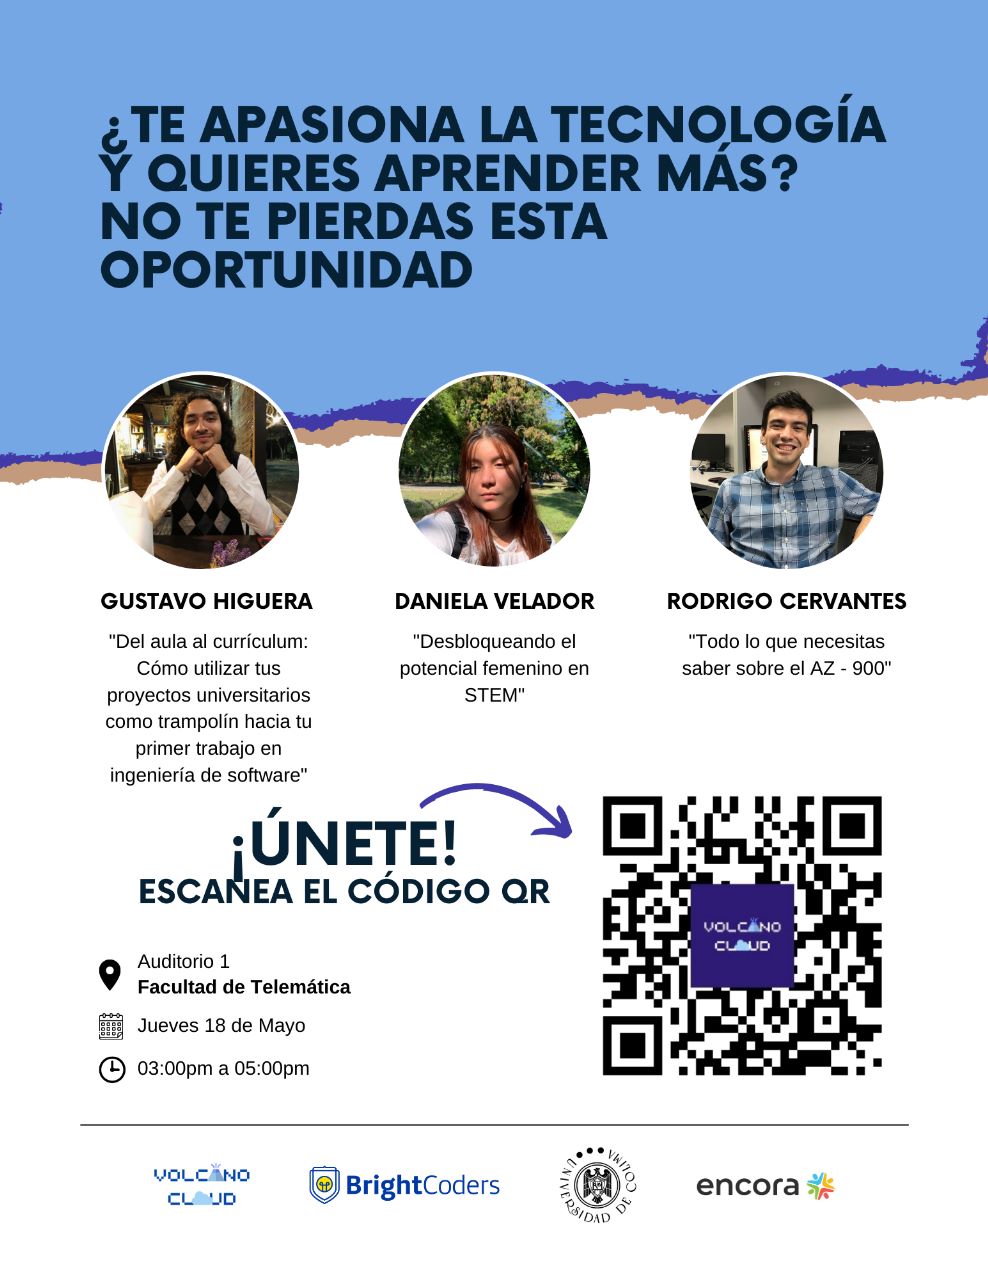 ¿TE APASIONA LA TECNOLOGÍA
Y QUIERES APRENDER MÁS?
NO TE PIERDAS ESTA
OPORTUNIDAD
GUSTAVO HIGUERA
"Del aula al currículum:
Cómo utilizar tus
proyectos universitarios
como trampolín hacia tu
primer trabajo en
ingeniería de software"
DANIELA VELADOR
"Desbloqueando el
potencial femenino en
STEM"
RODRIGO CERVANTES
"Todo lo que necesitas
saber sobre el AZ - 900"
¡ÚNETE!
ESCANEA EL CÓDIGO QR
VOLCANO
CLOUD
Auditorio 1
Facultad de Telemática
Jueves 18 de Mayo
03:00pm a 05:00pm
VOLCANO
CLOUD
BrightCoders
UNIVERSIDAD DE COLIMA
encora